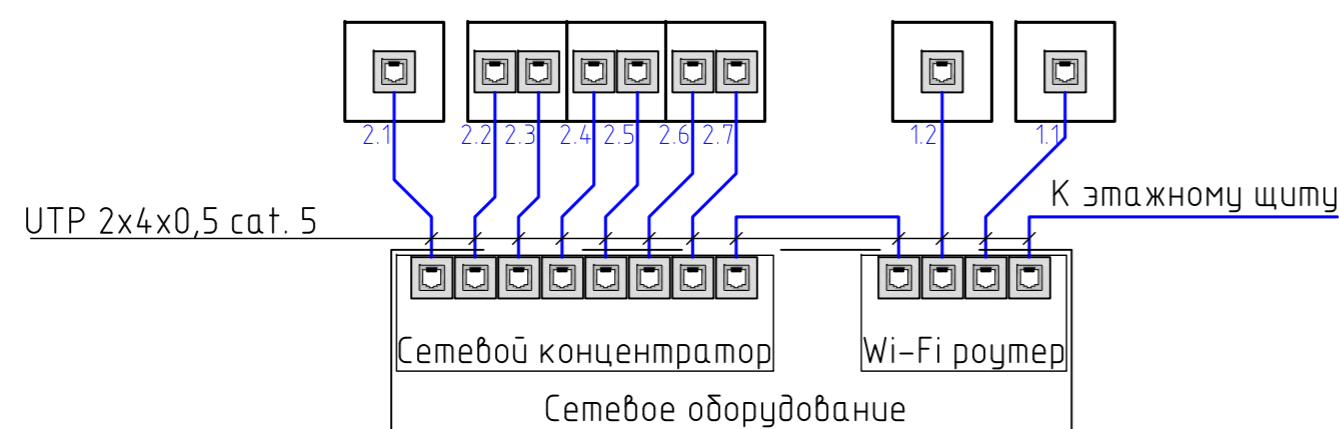 2.1 2.2 2.3 2.4 2.5 2.6 2.7 1.2 1.1
UTP 2x4x0,5 cat. 5
К этажному щиту
Сетевой концентратор
Wi-Fi роутер
Сетевое оборудование